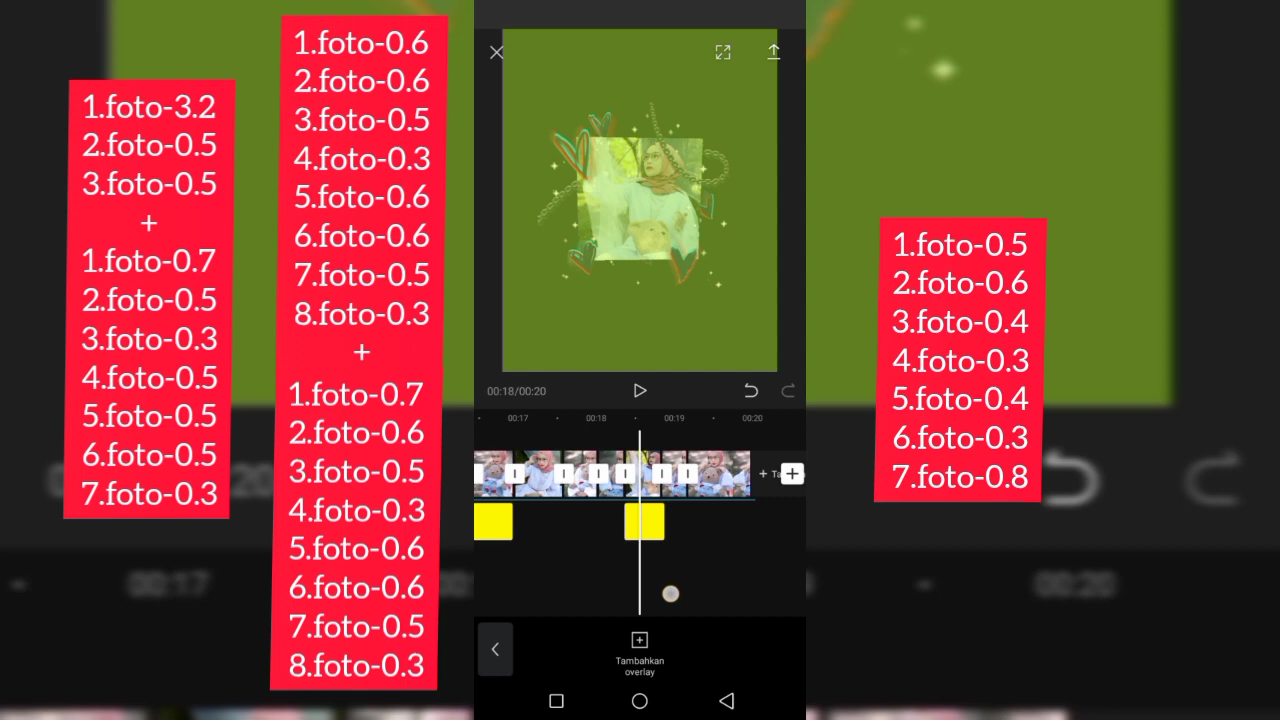 1.foto-3.2
2.foto-0.5
3.foto-0.5
+
1.foto-0.7
2.foto-0.5
3.foto-0.3
4.foto-0.5
5.foto-0.5
6.foto-0.5
7.foto-0.3
1.foto-0.6
2.foto-0.6
3.foto-0.5
4.foto-0.3
5.foto-0.6
6.foto-0.6
7.foto-0.5
8.foto-0.3
+
1.foto-0.7
2.foto-0.6
3.foto-0.5
4.foto-0.3
5.foto-0.6
6.foto-0.6
7.foto-0.5
8.foto-0.3
00:18/00:20
00:17 00:18 00:19 00:20
Tambahkan
overlay
1.foto-0.5
2.foto-0.6
3.foto-0.4
4.foto-0.3
5.foto-0.4
6.foto-0.3
7.foto-0.8
00:17
00:20